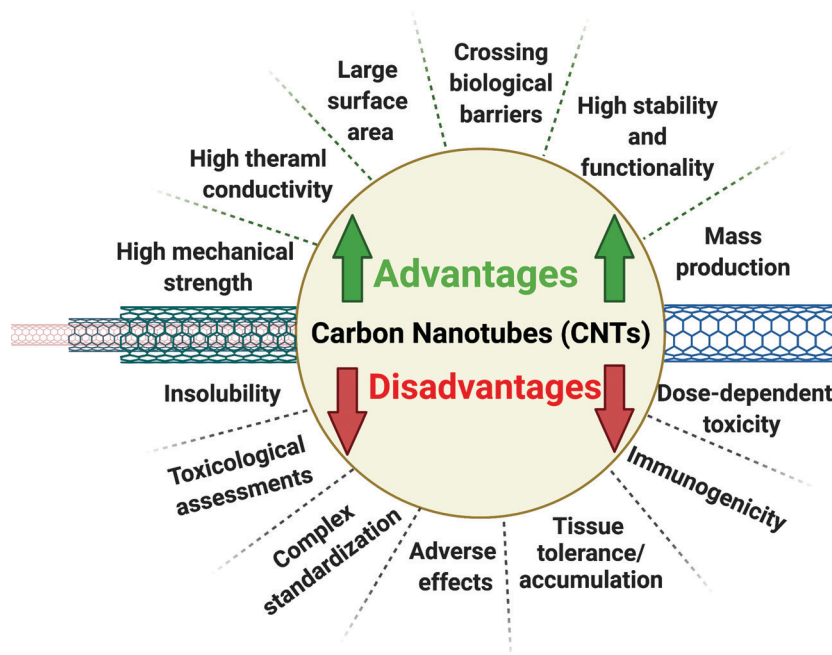 Crossing
biological
barriers
Large
surface
area
High stability
and
functionality
High theraml
conductivity
Mass
production
High mechanical
strength
Advantages
Carbon Nanotubes (CNTs)
Disadvantages
Insolubility
Dose-dependent
toxicity
Toxicological
assessments
Immunogenicity
Complex
standardization
Tissue
tolerance/
accumulation
Adverse
effects